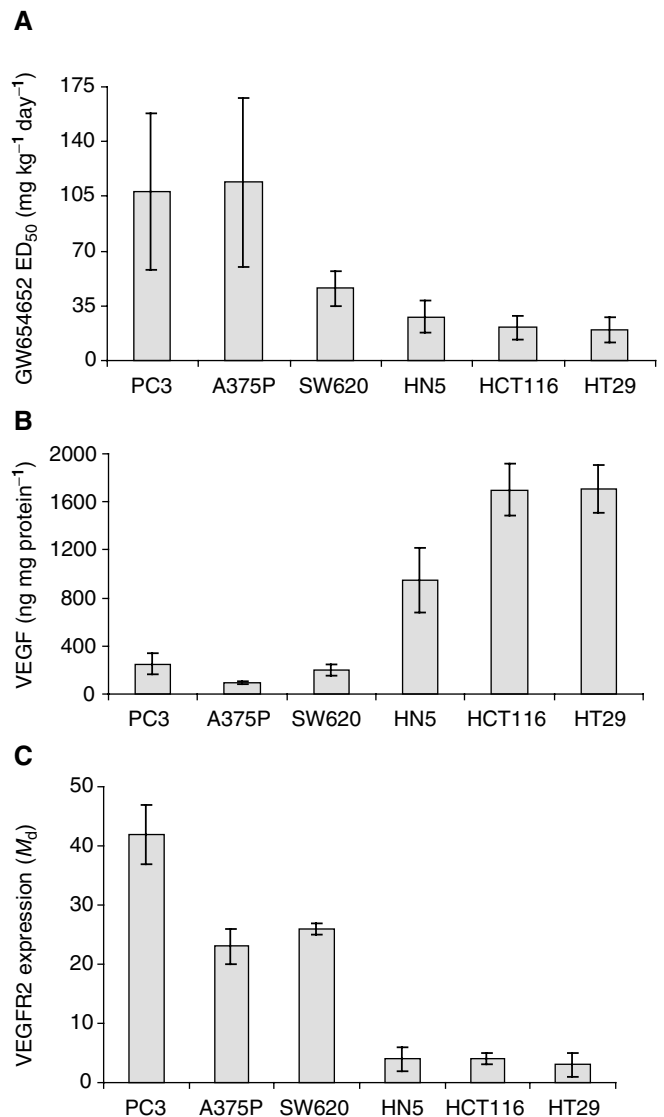 A
GW654652 ED50 (mg kg−1 day−1)
175
140
105
70
35
0
PC3 A375P SW620 HN5 HCT116 HT29
B
VEGF (ng mg protein−1)
2000
1600
1200
800
400
0
PC3 A375P SW620 HN5 HCT116 HT29
C
VEGFR2 expression (Md)
50
40
30
20
10
0
PC3 A375P SW620 HN5 HCT116 HT29